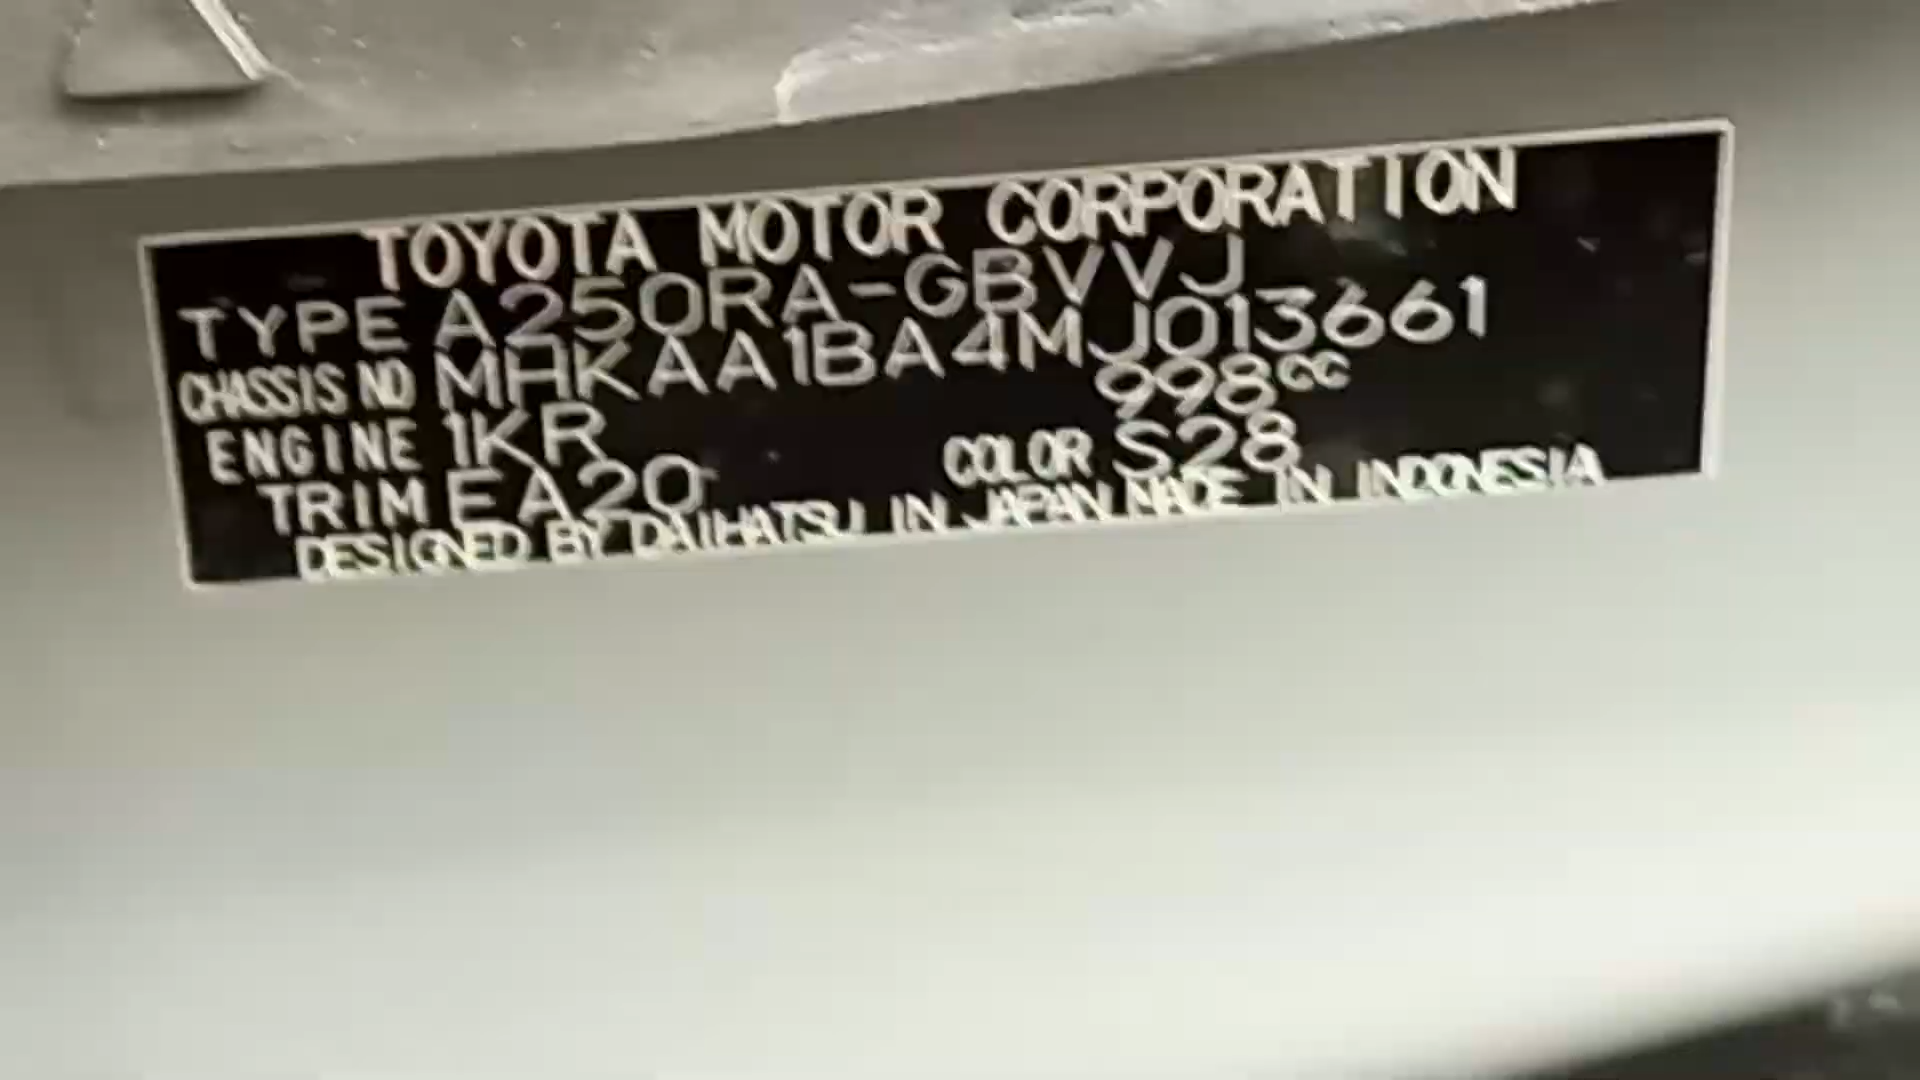 TOYOTA MOTOR CORPORATION
TYPE A250RA-GBVVJ
CHASSIS NO MHKAA1BA4MJ013661
ENGINE 1KR 998CC
TRIM EA20 COLOR S28
DESIGNED BY DAIHATSU IN JAPAN MADE IN INDONESIA